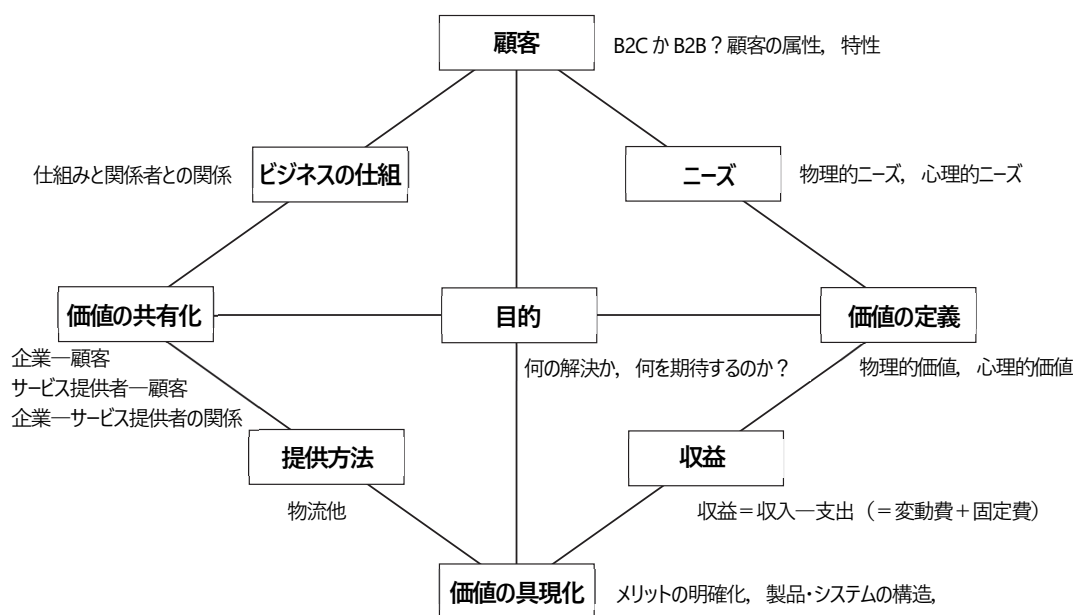 顧客
B2C か B2B？顧客の属性，特性
仕組みと関係者との関係
ビジネスの仕組
ニーズ
物理的ニーズ，心理的ニーズ
価値の共有化
目的
価値の定義
企業―顧客
サービス提供者―顧客
企業―サービス提供者の関係
何の解決か，何を期待するのか？
物理的価値，心理的価値
提供方法
収益
物流他
収益＝収入―支出（＝変動費＋固定費）
価値の具現化
メリットの明確化，製品・システムの構造，